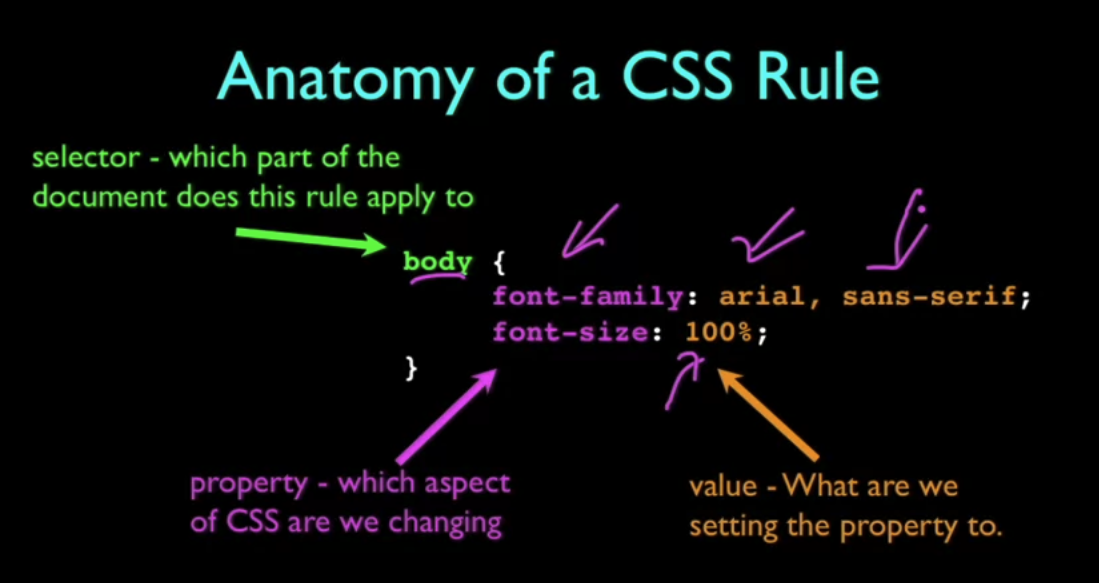 Anatomy of a CSS Rule
selector - which part of the
document does this rule apply to
body {
font-family: arial, sans-serif;
font-size: 100%;
}
property - which aspect
of CSS are we changing
value - What are we
setting the property to.